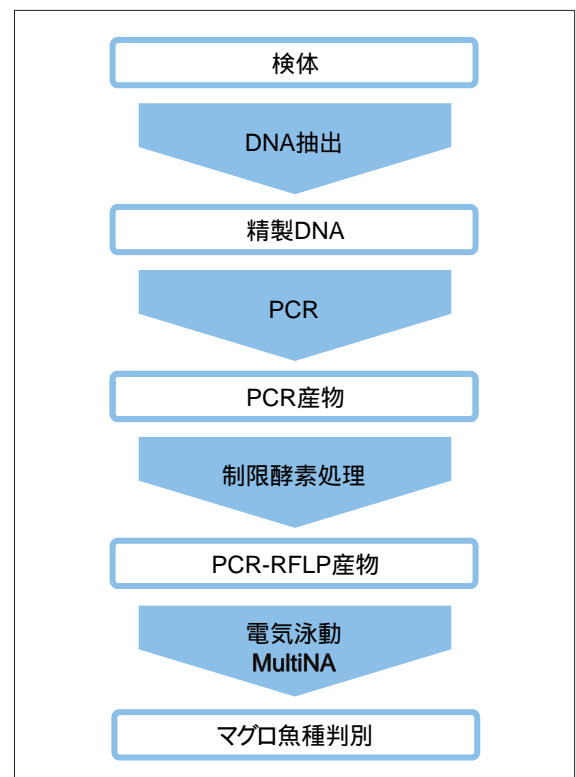 検体
DNA抽出
精製DNA
PCR
PCR産物
制限酵素処理
PCR-RFLP産物
電気泳動
MultiNA
マグロ魚種判別